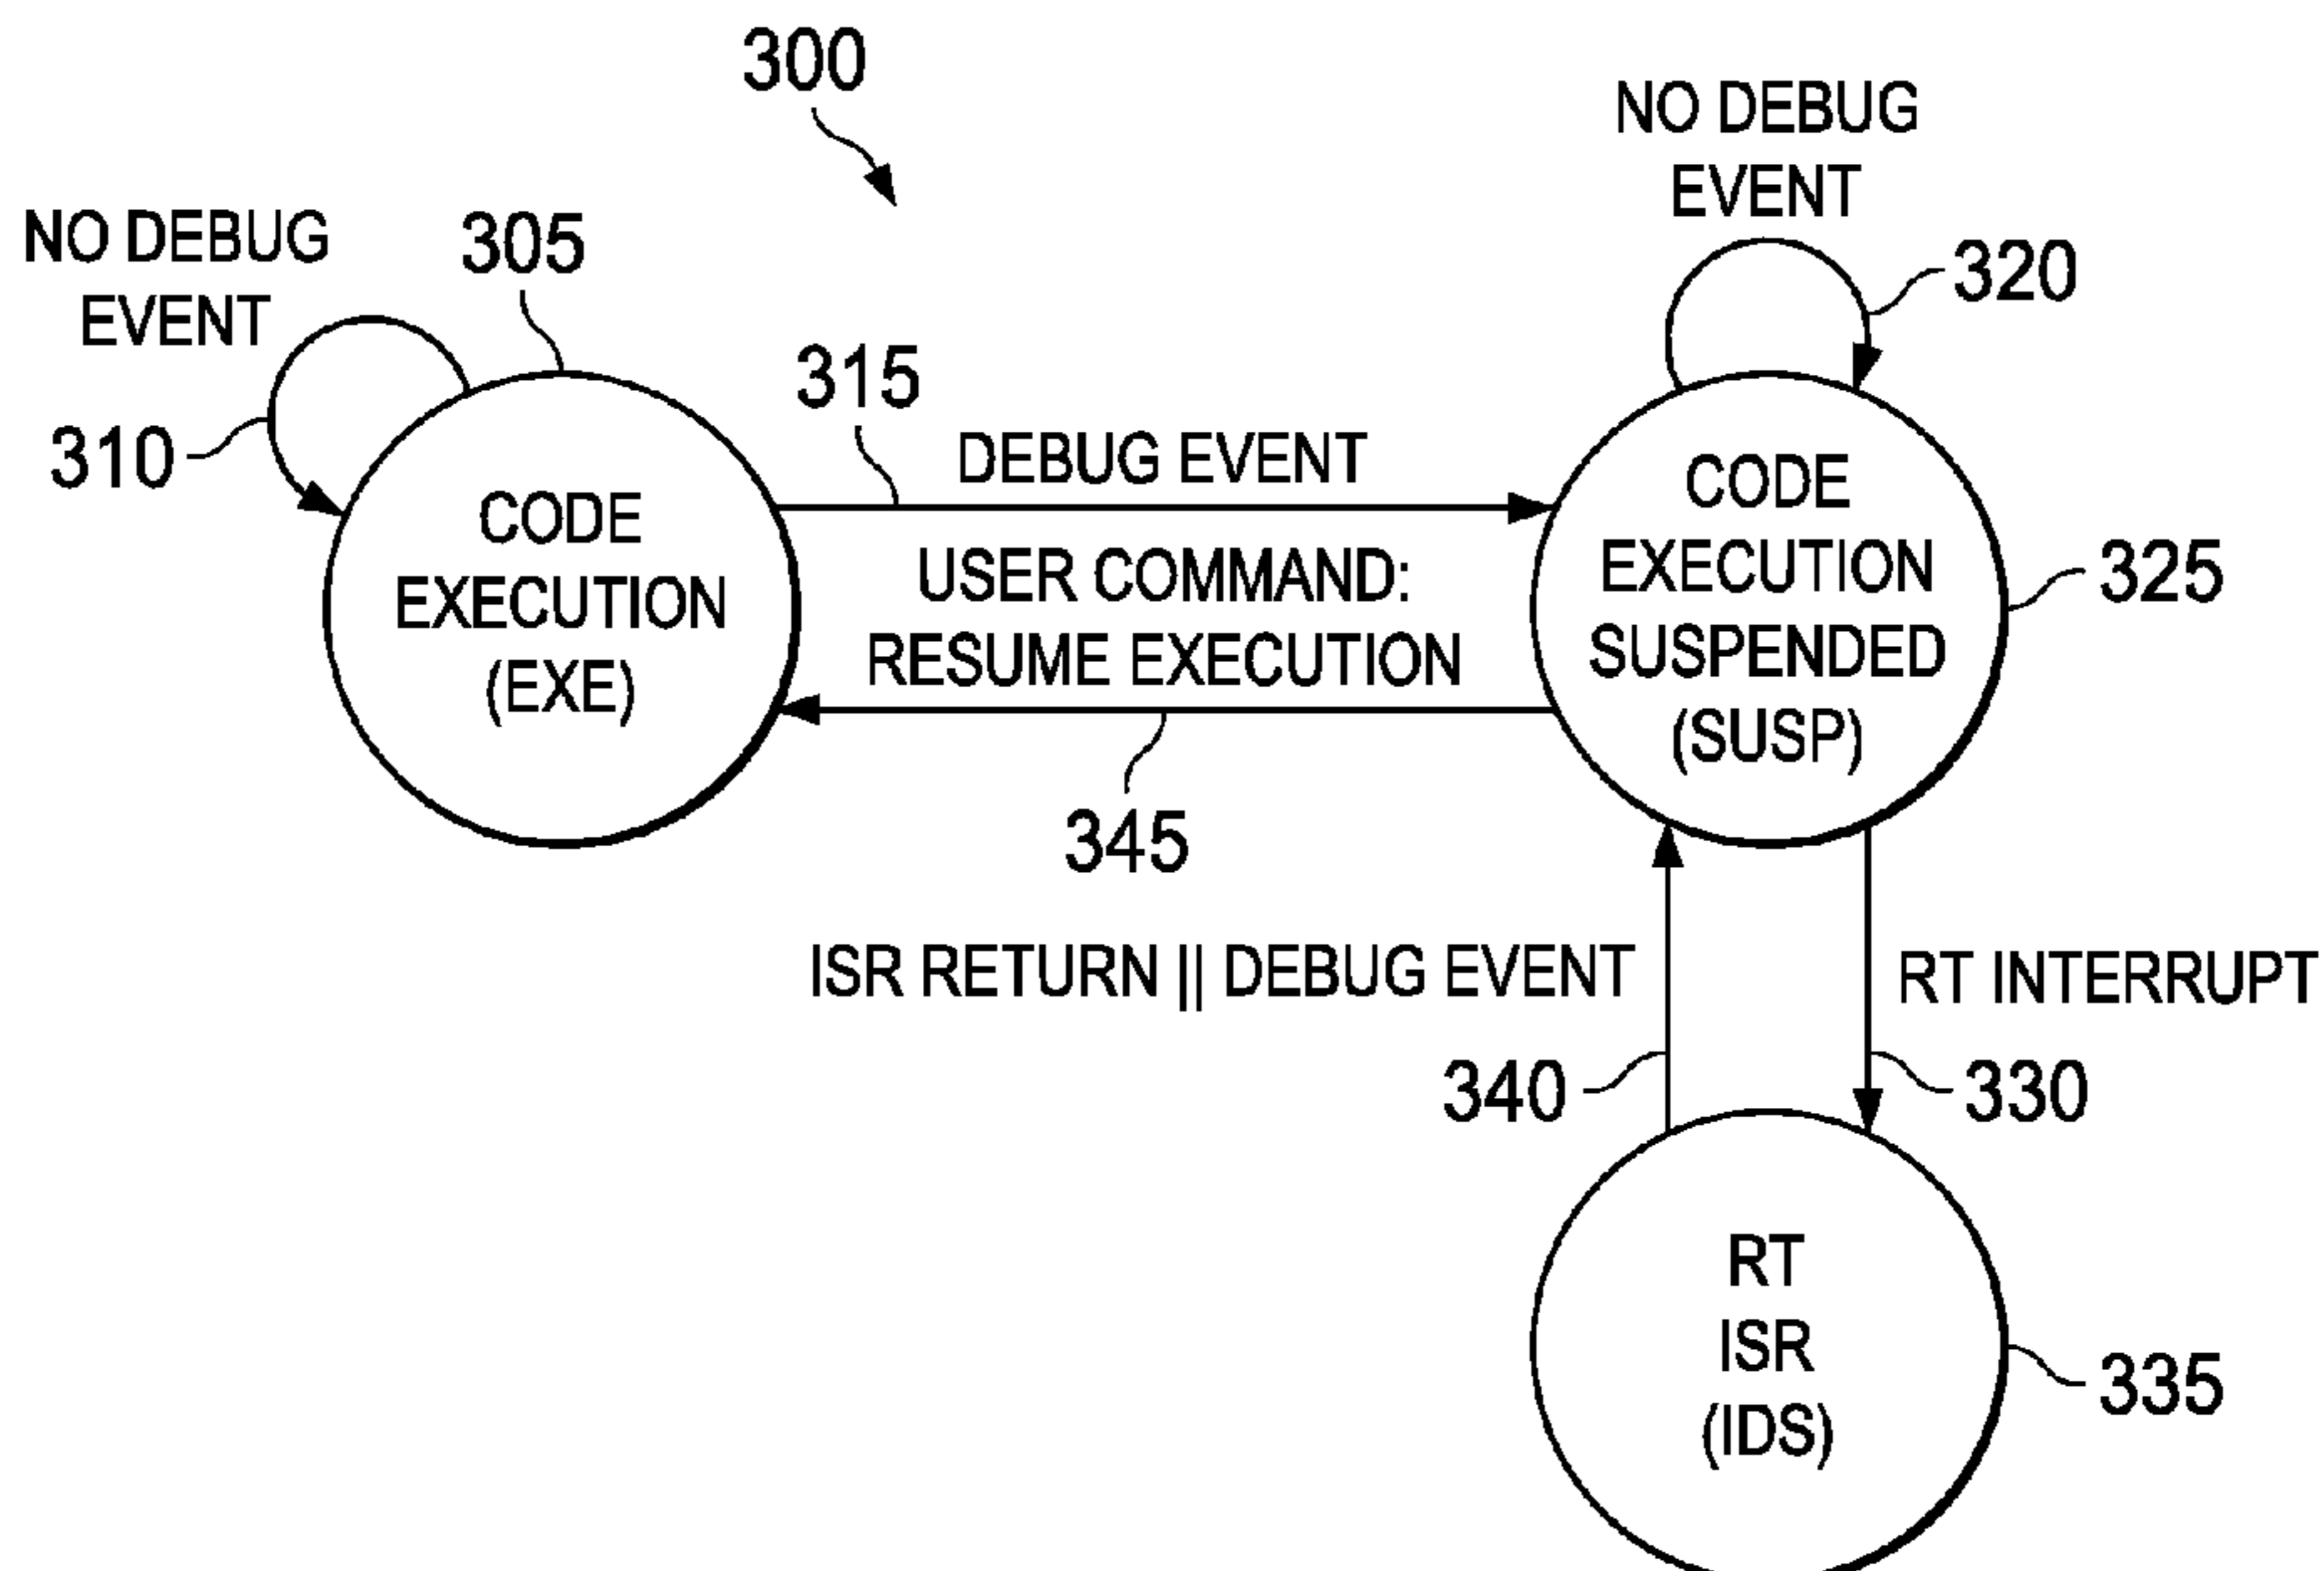 300
NO DEBUG
EVENT
320
NO DEBUG
EVENT
305
310
315
DEBUG EVENT
USER COMMAND:
RESUME EXECUTION
345
CODE
EXECUTION
(EXE)
CODE
EXECUTION
SUSPENDED
(SUSP)
325
ISR RETURN || DEBUG EVENT
RT INTERRUPT
340
330
RT
ISR
(IDS)
335